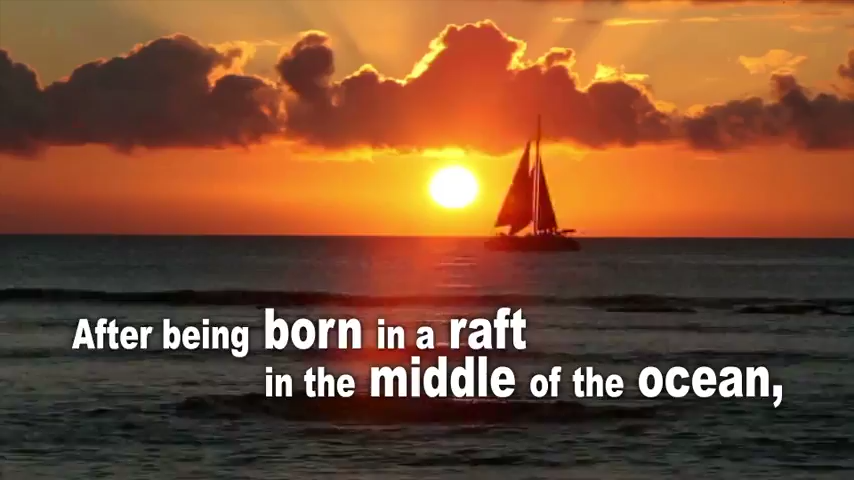 After being born in a raft
in the middle of the ocean,